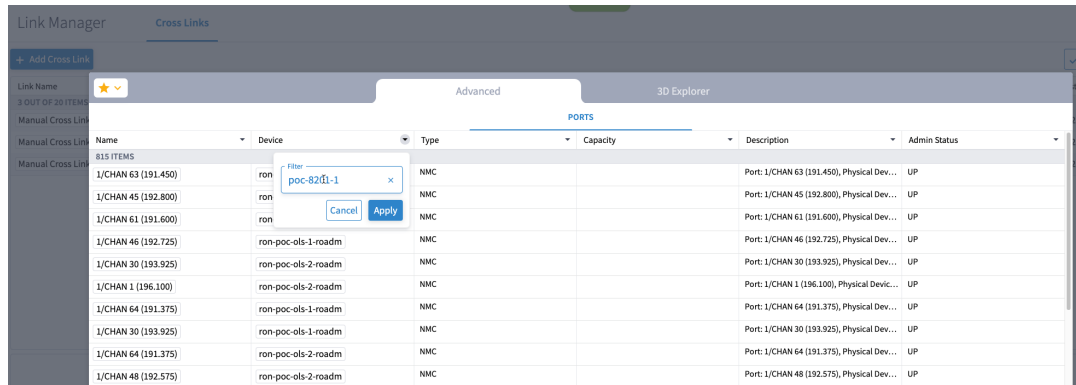 Link Manager Cross Links
+ Add Cross Link
Link Name
3 OUT OF 20 ITEMS
Manual Cross Link
Manual Cross Link
Manual Cross Link
Advanced 3D Explorer
PORTS
Name Device Type Capacity Description Admin Status
815 ITEMS
Filter
poc-8201-1 ×
Cancel Apply
1/CHAN 63 (191.450) ron NMC Port: 1/CHAN 63 (191.450), Physical Dev... UP
1/CHAN 45 (192.800) ron NMC Port: 1/CHAN 45 (192.800), Physical Dev... UP
1/CHAN 61 (191.600) ron NMC Port: 1/CHAN 61 (191.600), Physical Dev... UP
1/CHAN 46 (192.725) ron-poc-ols-1-roadm NMC Port: 1/CHAN 46 (192.725), Physical Dev... UP
1/CHAN 30 (193.925) ron-poc-ols-2-roadm NMC Port: 1/CHAN 30 (193.925), Physical Dev... UP
1/CHAN 1 (196.100) ron-poc-ols-2-roadm NMC Port: 1/CHAN 1 (196.100), Physical Devic... UP
1/CHAN 64 (191.375) ron-poc-ols-1-roadm NMC Port: 1/CHAN 64 (191.375), Physical Dev... UP
1/CHAN 30 (193.925) ron-poc-ols-1-roadm NMC Port: 1/CHAN 30 (193.925), Physical Dev... UP
1/CHAN 64 (191.375) ron-poc-ols-2-roadm NMC Port: 1/CHAN 64 (191.375), Physical Dev... UP
1/CHAN 48 (192.575) ron-poc-ols-2-roadm NMC Port: 1/CHAN 48 (192.575), Physical Dev... UP